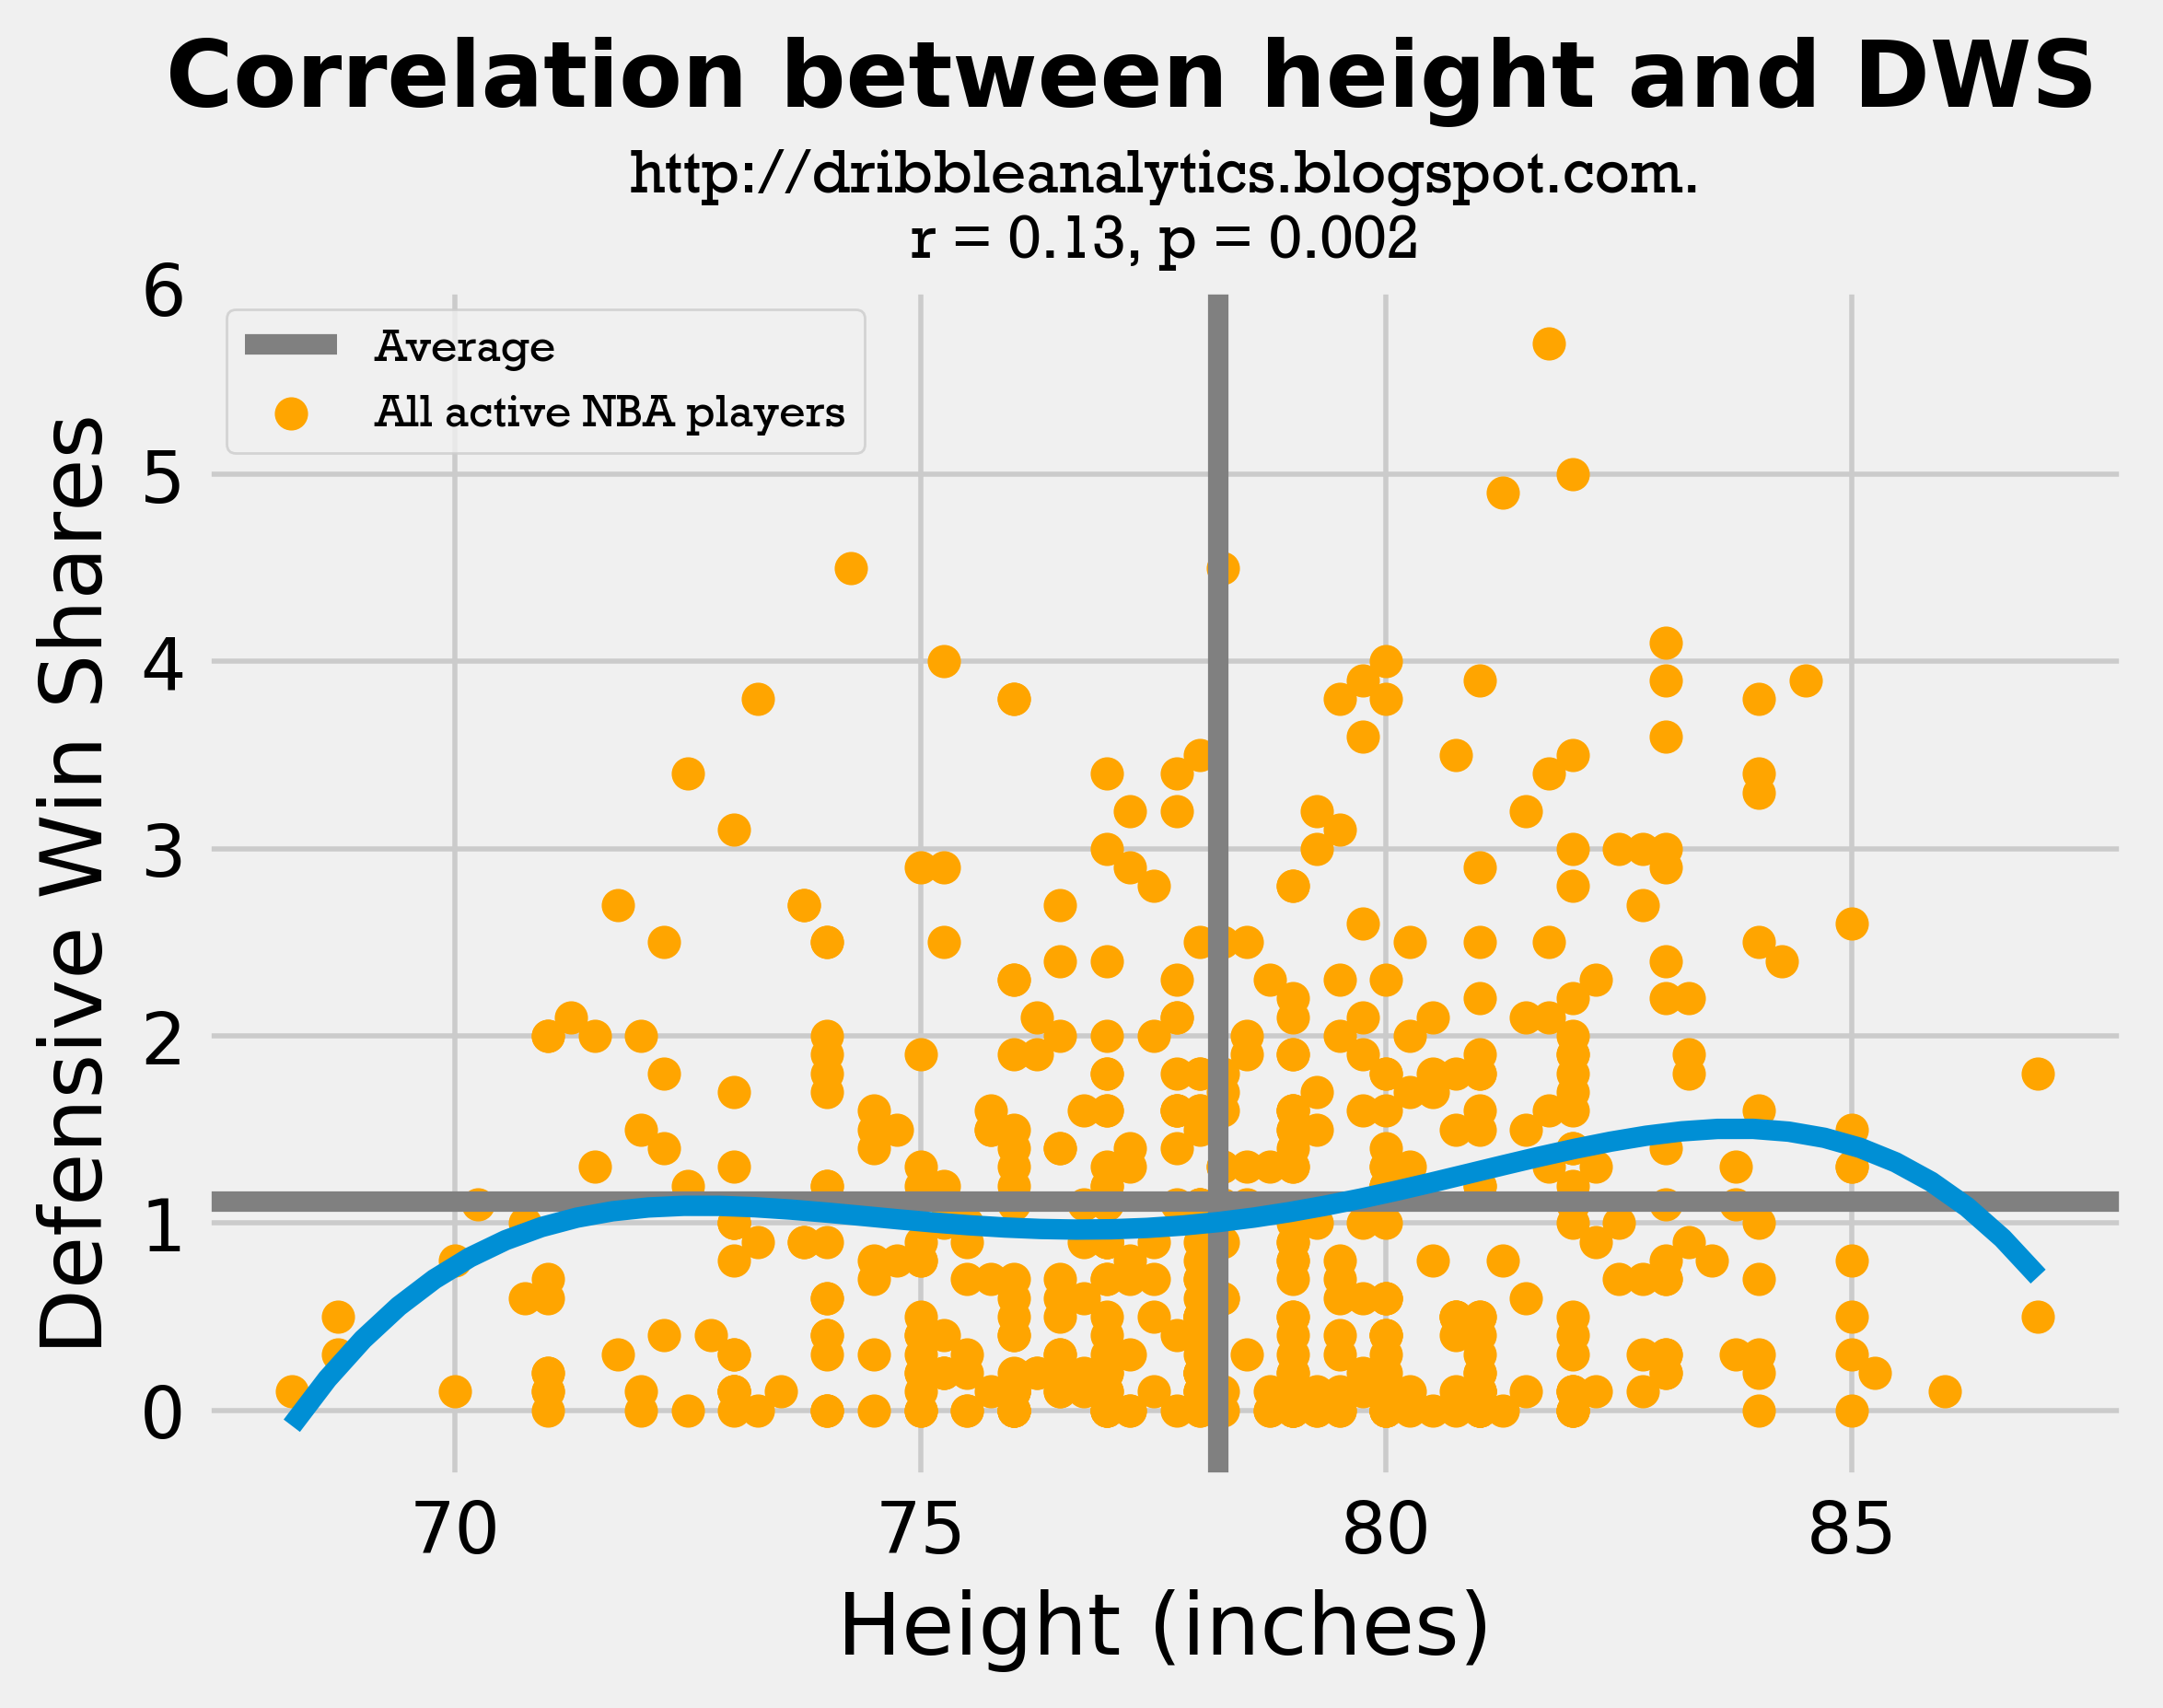 Correlation between height and DWS
http://dribbleanalytics.blogspot.com.
r = 0.13, p = 0.002
Average
All active NBA players
Defensive Win Shares
6
5
4
3
2
1
0
70 75 80 85
Height (inches)